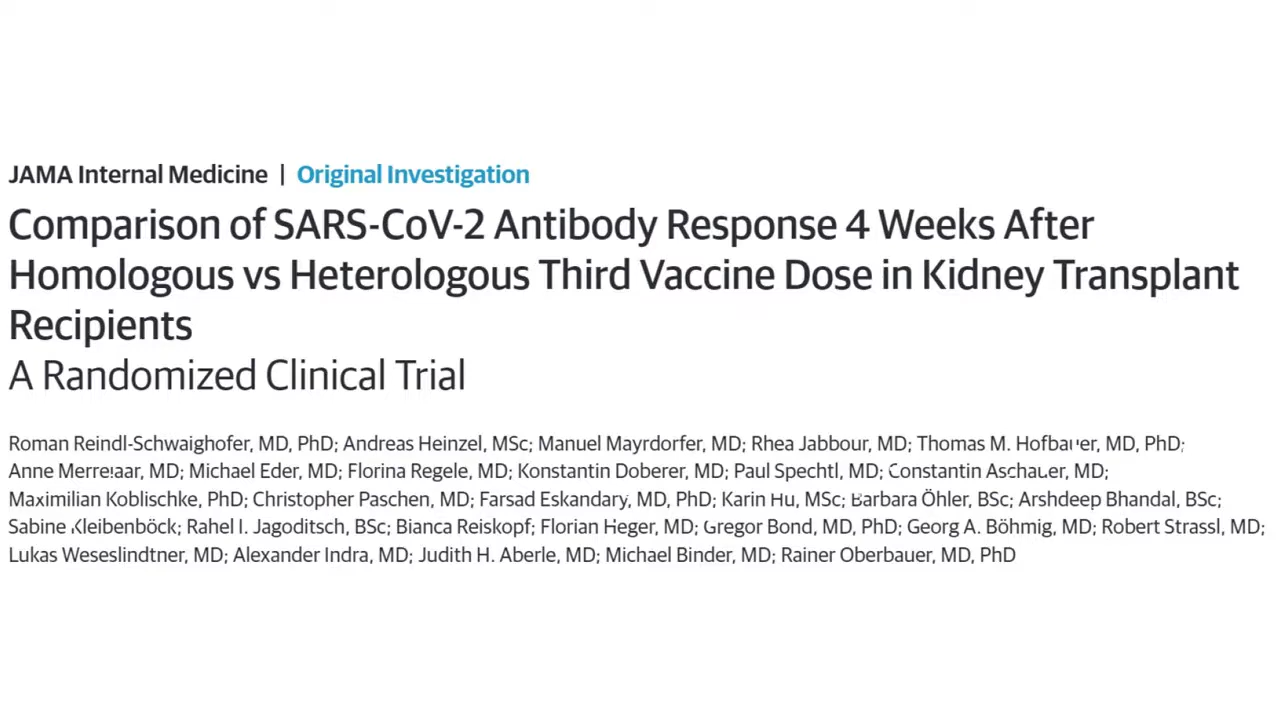 JAMA Internal Medicine | Original Investigation
Comparison of SARS-CoV-2 Antibody Response 4 Weeks After
Homologous vs Heterologous Third Vaccine Dose in Kidney Transplant
Recipients
A Randomized Clinical Trial
Roman Reindl-Schwaighofer, MD, PhD; Andreas Heinzel, MSc; Manuel Mayrdorfer, MD; Rhea Jabbour, MD; Thomas M. Hofbauer, MD, PhD;
Anne Merrelaar, MD; Michael Eder, MD; Florina Regele, MD; Konstantin Doberer, MD; Paul Spechtl, MD; Constantin Aschauer, MD;
Maximilian Koblischke, PhD; Christopher Paschen, MD; Farsad Eskandary, MD, PhD; Karin Hu, MSc; Barbara Öhler, BSc; Arshdeep Bhandal, BSc;
Sabine Kleibenböck; Rahel I. Jagoditsch, BSc; Bianca Reiskopf; Florian Heger, MD; Gregor Bond, MD, PhD; Georg A. Böhmig, MD; Robert Strassl, MD;
Lukas Weseslindtner, MD; Alexander Indra, MD; Judith H. Aberle, MD; Michael Binder, MD; Rainer Oberbauer, MD, PhD